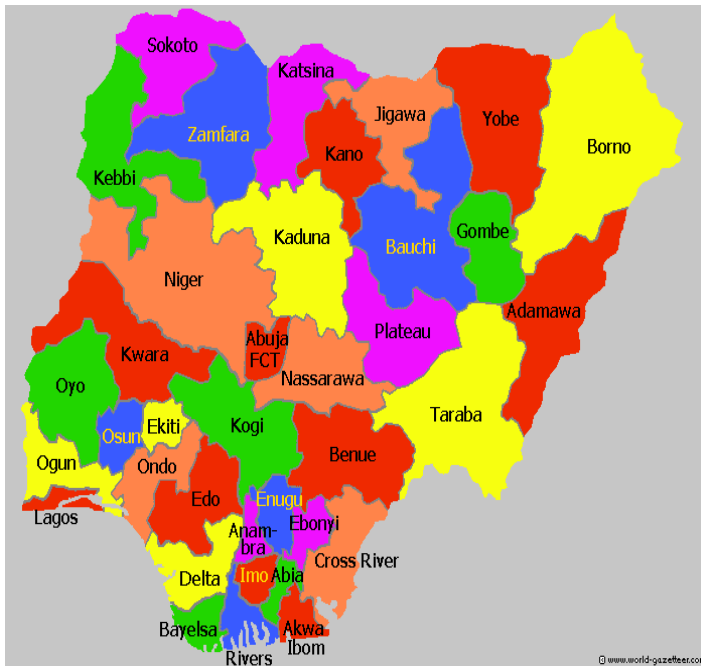 Sokoto
Katsina
Jigawa
Yobe
Zamfara
Borno
Kano
Kebbi
Gombe
Kaduna
Bauchi
Niger
Adamawa
Plateau
Abuja
FCT
Kwara
Nassarawa
Oyo
Taraba
Ekiti
Kogi
Osun
Benue
Ogun
Ondo
Edo
Enugu
Lagos
Anam-
bra
Ebonyi
Cross River
Delta
Imo
Abia
Bayelsa
Akwa
Ibom
Rivers
© www.world-gazetteer.com